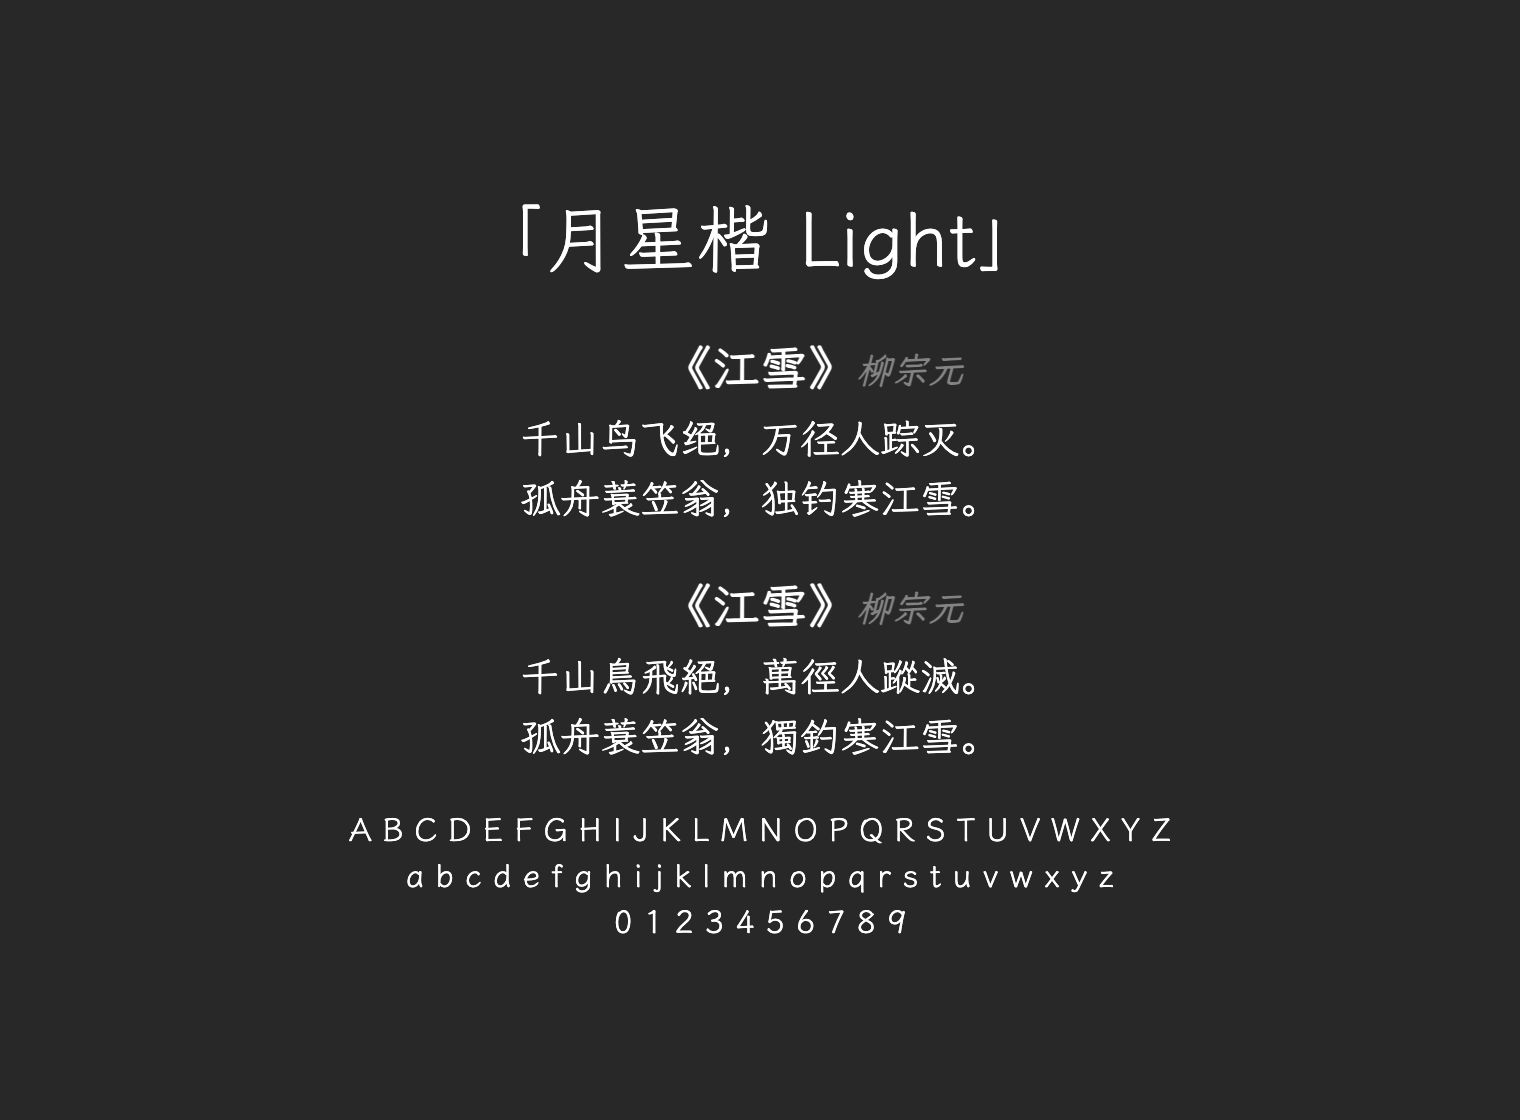 「月星楷 Light」
《江雪》柳宗元
千山鸟飞绝，万径人踪灭。
孤舟蓑笠翁，独钓寒江雪。
《江雪》柳宗元
千山鳥飛絕，萬徑人蹤滅。
孤舟蓑笠翁，獨釣寒江雪。
A B C D E F G H I J K L M N O P Q R S T U V W X Y Z
a b c d e f g h i j k l m n o p q r s t u v w x y z
0 1 2 3 4 5 6 7 8 9